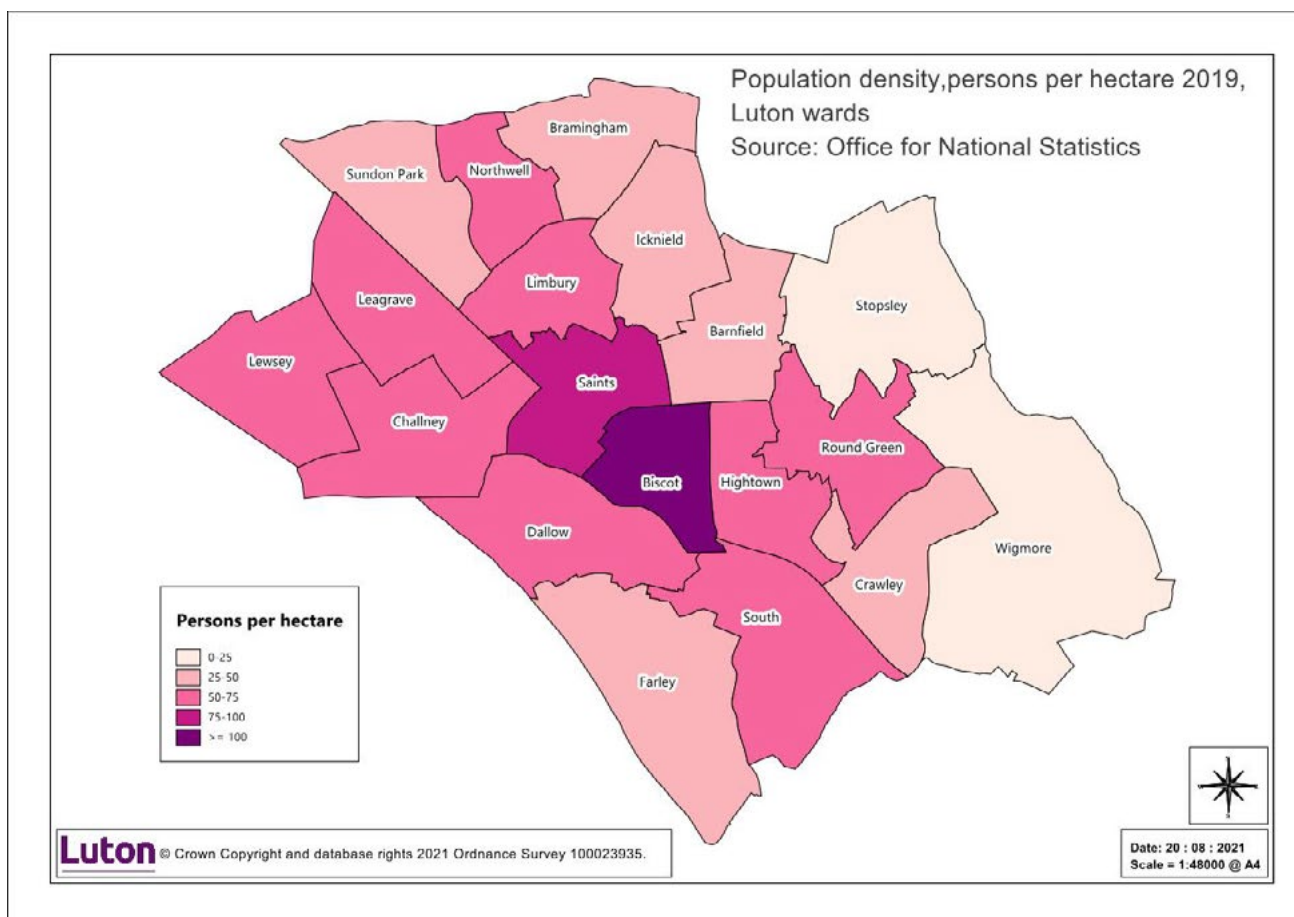 Population density,persons per hectare 2019,
Luton wards
Source: Office for National Statistics
Bramingham
Sundon Park
Northwell
Icknield
Limbury
Leagrave
Stopsley
Barnfield
Lewsey
Saints
Challney
Round Green
Biscot
Hightown
Dallow
Wigmore
Crawley
South
Farley
Persons per hectare
0-25
25-50
50-75
75-100
>= 100
Luton © Crown Copyright and database rights 2021 Ordnance Survey 100023935.
Date: 20 : 08 : 2021
Scale = 1:48000 @ A4